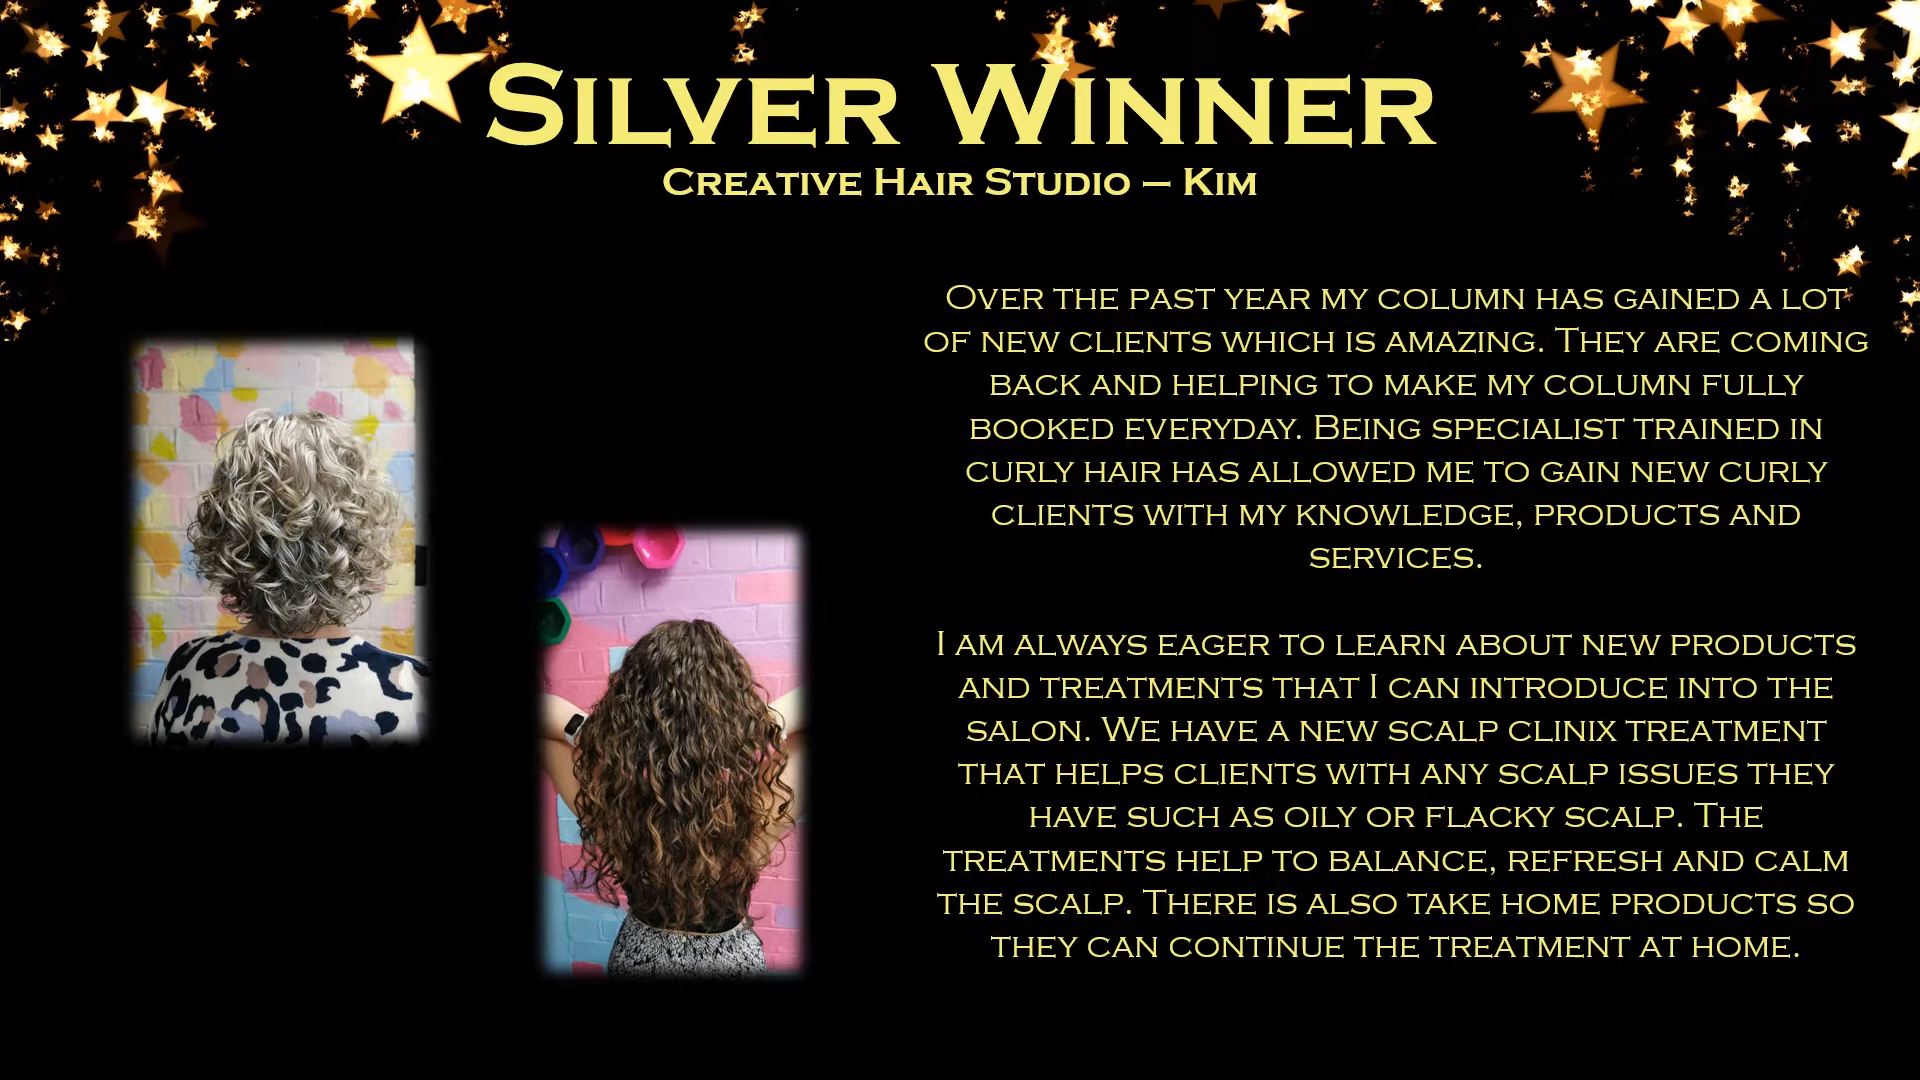 Silver Winner
Creative Hair Studio – Kim
Over the past year my column has gained a lot
of new clients which is amazing. They are coming
back and helping to make my column fully
booked everyday. Being specialist trained in
curly hair has allowed me to gain new curly
clients with my knowledge, products and
services.
I am always eager to learn about new products
and treatments that I can introduce into the
salon. We have a new scalp clinix treatment
that helps clients with any scalp issues they
have such as oily or flacky scalp. The
treatments help to balance, refresh and calm
the scalp. There is also take home products so
they can continue the treatment at home.